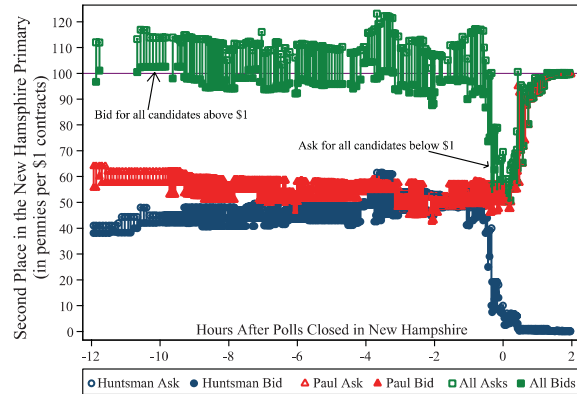 Second Place in the New Hamsphire Primary
(in pennies per $1 contracts)
120
110
100
90
80
70
60
50
40
30
20
10
0
Bid for all candidates above $1
Ask for all candidates below $1
Hours After Polls Closed in New Hampshire
-12 -10 -8 -6 -4 -2 0 2
Huntsman Ask Huntsman Bid Paul Ask Paul Bid All Asks All Bids